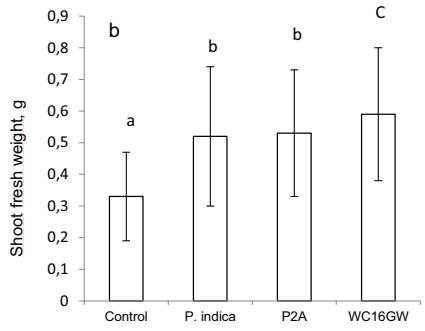 0,9
0,8
0,7
0,6
0,5
0,4
0,3
0,2
0,1
0
Shoot fresh weight, g
b
a
b
b
C
Control
P. indica
P2A
WC16GW